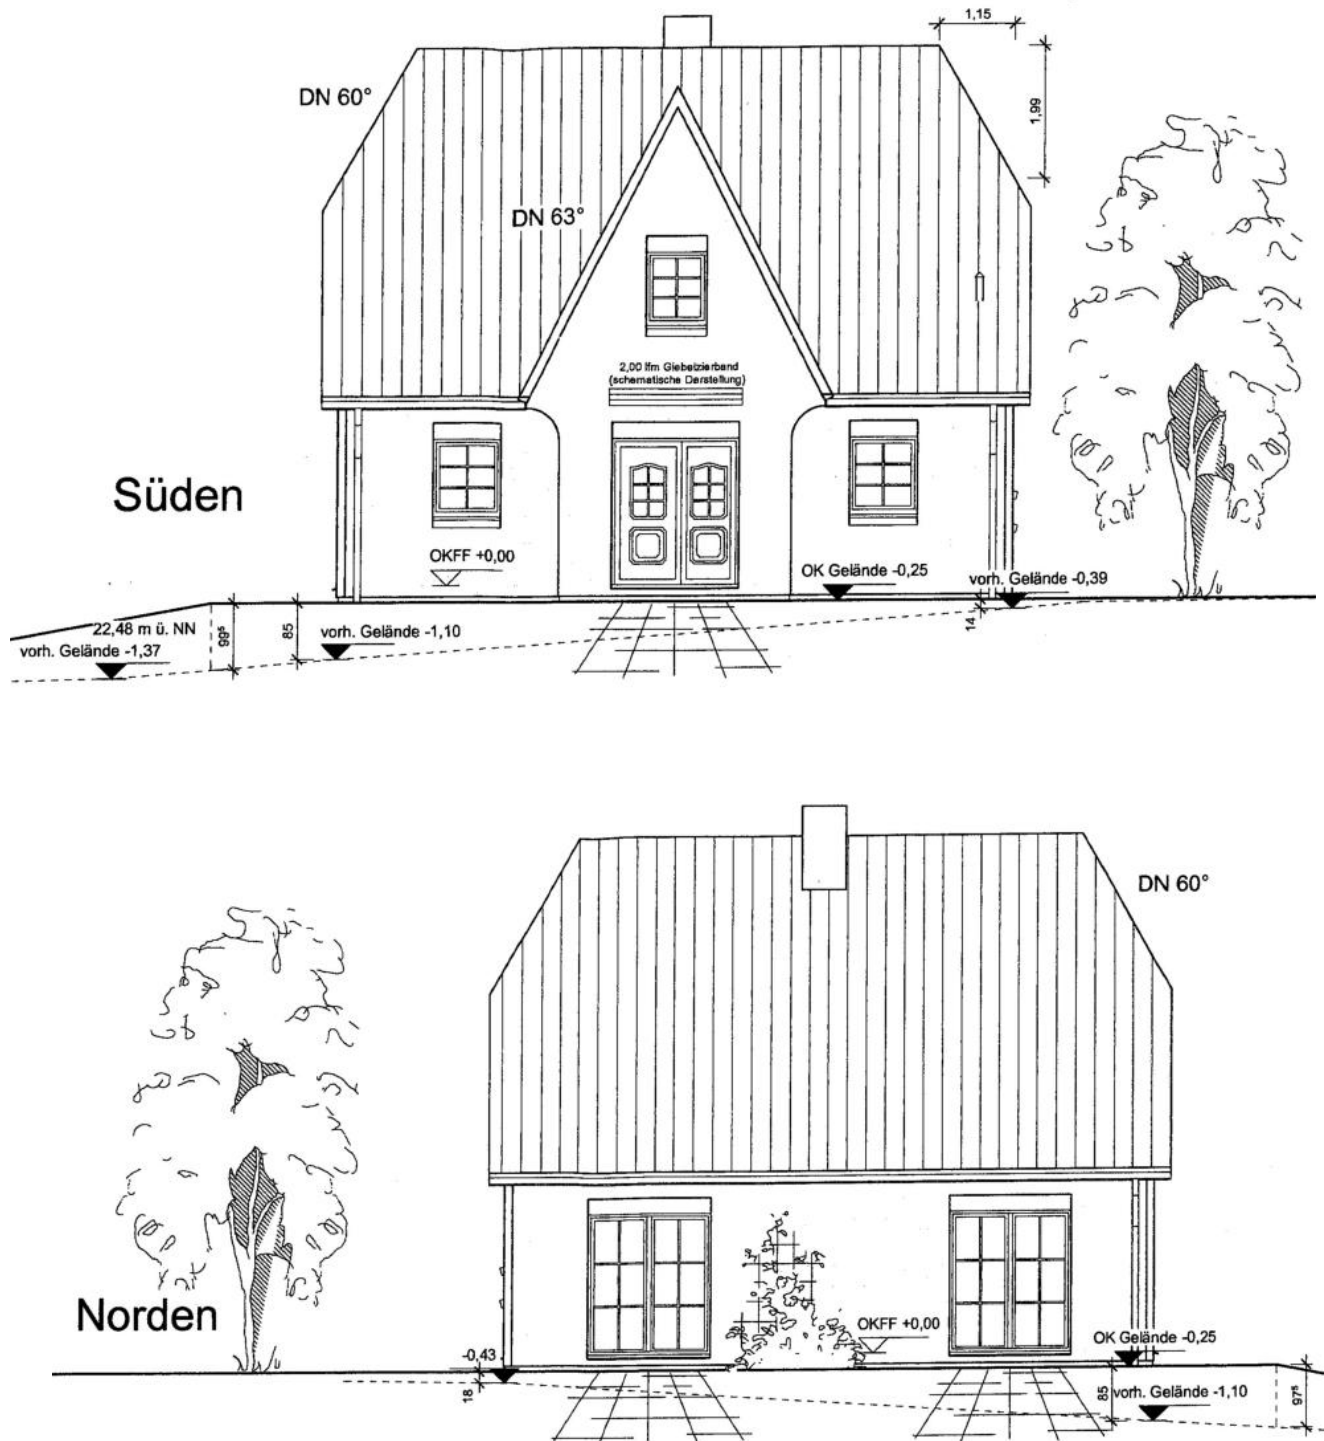 1,15
DN 60°
1,99
DN 63°
2,00 lfm Giebelzierband
(schematische Darstellung)
Süden
OKFF +0,00
OK Gelände -0,25
vorh. Gelände -0,39
22,48 m ü. NN
99⁵
85
vorh. Gelände -1,10
14
vorh. Gelände -1,37
DN 60°
Norden
OKFF +0,00
OK Gelände -0,25
-0,43
18
85
vorh. Gelände -1,10
97⁵